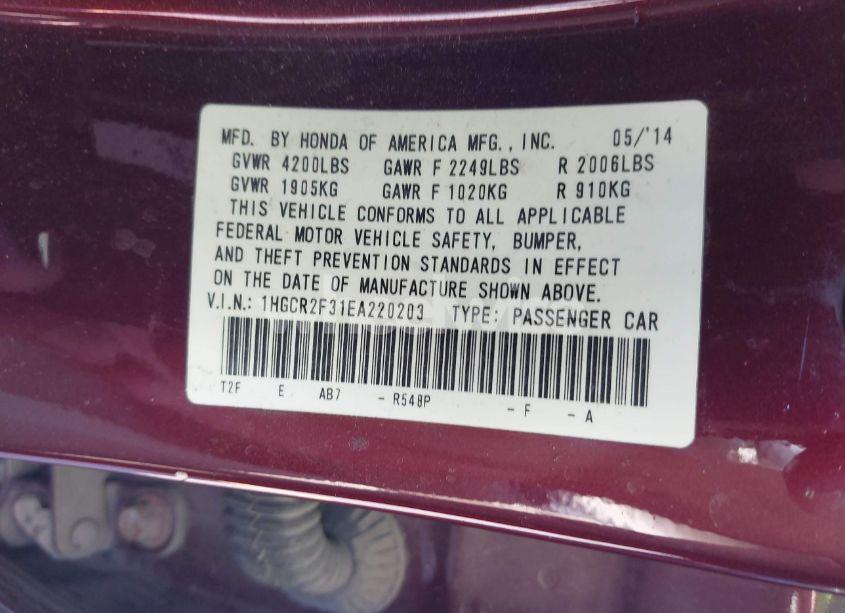 MFD. BY HONDA OF AMERICA MFG., INC. 05/'14
GVWR 4200LBS GAWR F 2249LBS R 2006LBS
GVWR 1905KG GAWR F 1020KG R 910KG
THIS VEHICLE CONFORMS TO ALL APPLICABLE
FEDERAL MOTOR VEHICLE SAFETY, BUMPER,
AND THEFT PREVENTION STANDARDS IN EFFECT
ON THE DATE OF MANUFACTURE SHOWN ABOVE.
V.I.N.: 1HGCR2F31EA220203 TYPE: PASSENGER CAR
T2F E AB7 - R548P - F - A